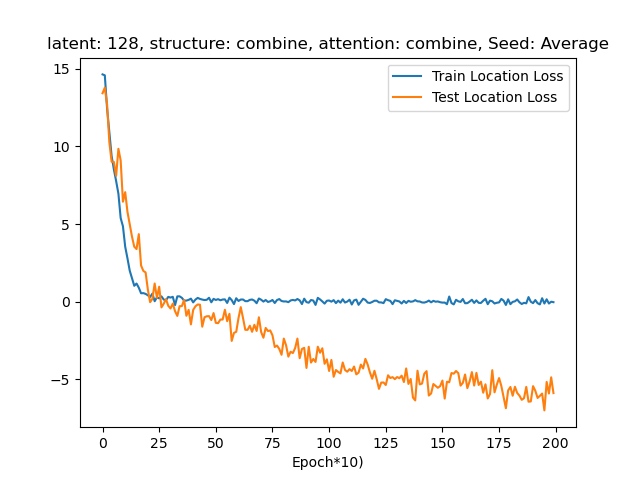 latent: 128, structure: combine, attention: combine, Seed: Average
Train Location Loss
Test Location Loss
15
10
5
0
−5
0 25 50 75 100 125 150 175 200
Epoch*10)